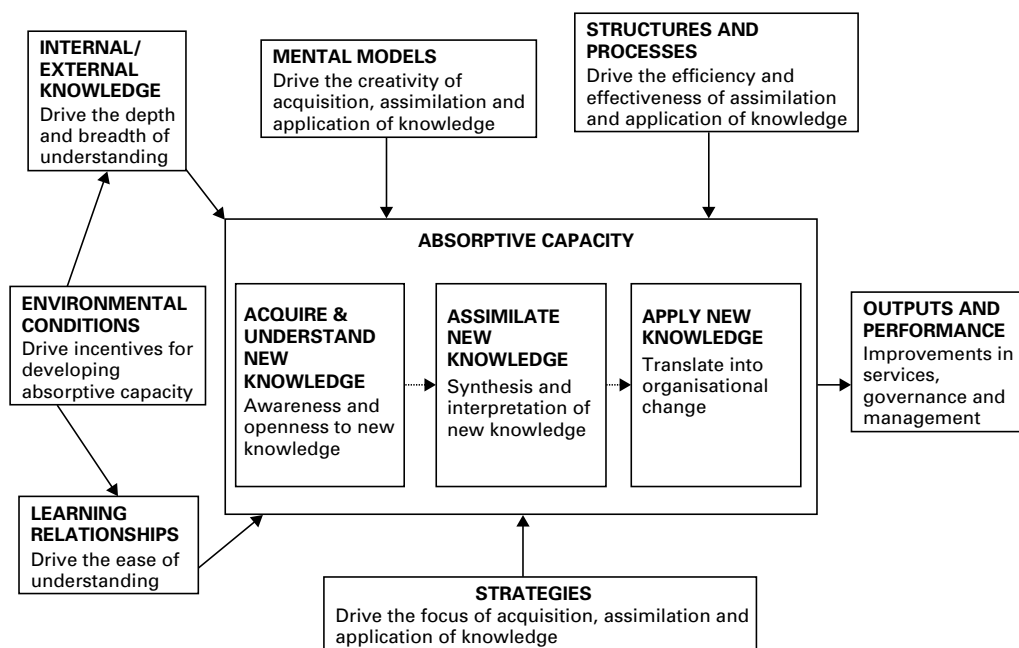 INTERNAL/
EXTERNAL
KNOWLEDGE
Drive the depth
and breadth of
understanding
MENTAL MODELS
Drive the creativity of
acquisition, assimilation and
application of knowledge
STRUCTURES AND
PROCESSES
Drive the efficiency and
effectiveness of assimilation
and application of knowledge
ENVIRONMENTAL
CONDITIONS
Drive incentives for
developing
absorptive capacity
ABSORPTIVE CAPACITY
ACQUIRE &
UNDERSTAND
NEW
KNOWLEDGE
Awareness and
openness to new
knowledge
ASSIMILATE
NEW
KNOWLEDGE
Synthesis and
interpretation of
new knowledge
APPLY NEW
KNOWLEDGE
Translate into
organisational
change
OUTPUTS AND
PERFORMANCE
Improvements in
services,
governance and
management
LEARNING
RELATIONSHIPS
Drive the ease of
understanding
STRATEGIES
Drive the focus of acquisition, assimilation and
application of knowledge